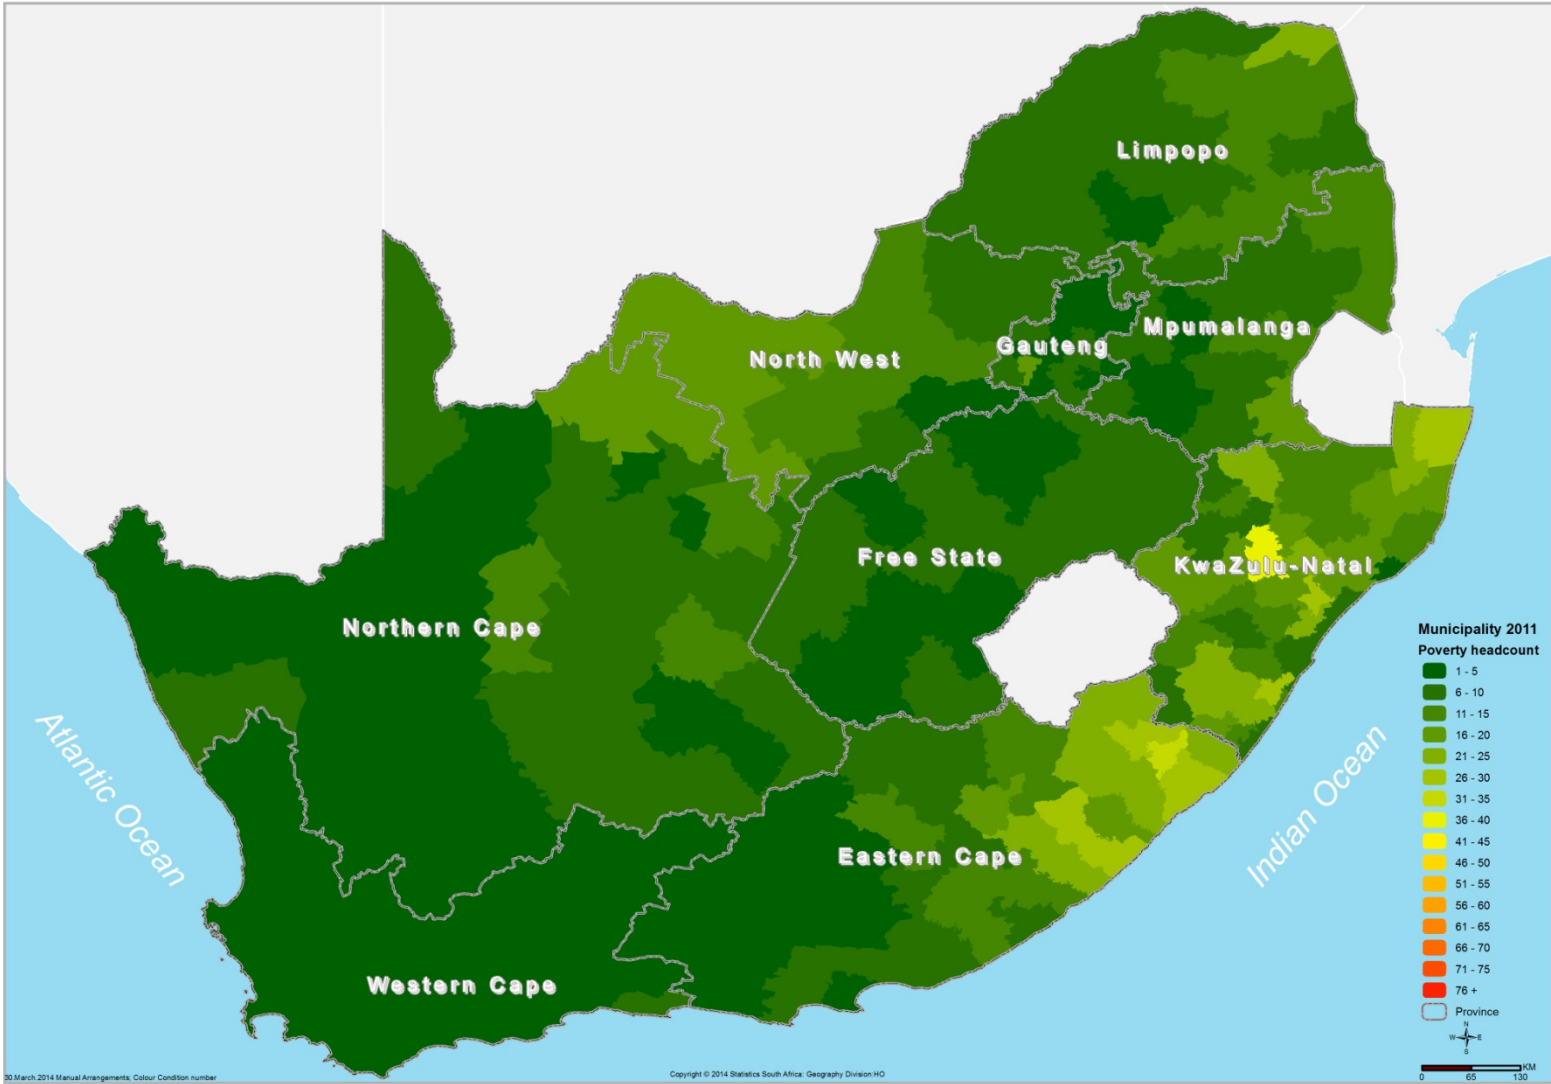 Limpopo
Mpumalanga
Gauteng
North West
Free State
KwaZulu-Natal
Northern Cape
Eastern Cape
Western Cape
Atlantic Ocean
Indian Ocean
Municipality 2011
Poverty headcount
1 - 5
6 - 10
11 - 15
16 - 20
21 - 25
26 - 30
31 - 35
36 - 40
41 - 45
46 - 50
51 - 55
56 - 60
61 - 65
66 - 70
71 - 75
76 +
Province
N
W E
S
KM
0 65 130
30.March.2014 Manual Arrangements; Colour Condition number
Copyright © 2014 Statistics South Africa: Geography Division:HO